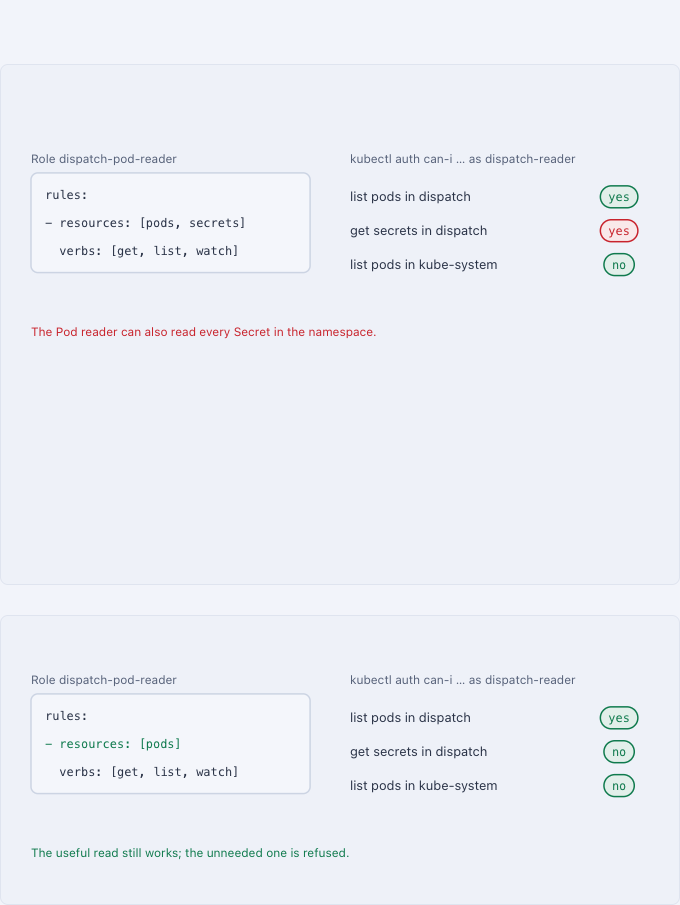 Role dispatch-pod-reader
rules:
– resources: [pods, secrets]
verbs: [get, list, watch]
kubectl auth can-i … as dispatch-reader
list pods in dispatch yes
get secrets in dispatch yes
list pods in kube-system no
The Pod reader can also read every Secret in the namespace.
Role dispatch-pod-reader
rules:
– resources: [pods]
verbs: [get, list, watch]
kubectl auth can-i … as dispatch-reader
list pods in dispatch yes
get secrets in dispatch no
list pods in kube-system no
The useful read still works; the unneeded one is refused.